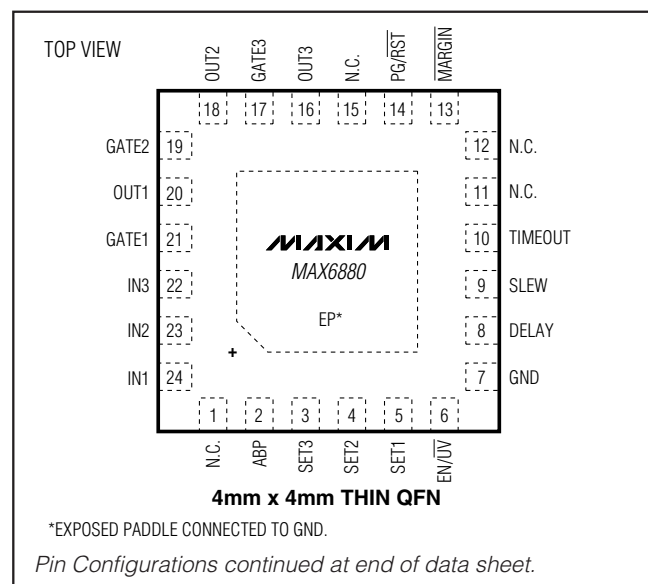 TOP VIEW
OUT2
GATE3
OUT3
N.C.
PG/RST
MARGIN
18
17
16
15
14
13
GATE2 19
12 N.C.
OUT1 20
11 N.C.
GATE1 21
10 TIMEOUT
IN3 22
9 SLEW
IN2 23
8 DELAY
IN1 24
7 GND
MAXIM
MAX6880
EP*
+
1
2
3
4
5
6
N.C.
ABP
SET3
SET2
SET1
EN/UV
4mm x 4mm THIN QFN
*EXPOSED PADDLE CONNECTED TO GND.
Pin Configurations continued at end of data sheet.